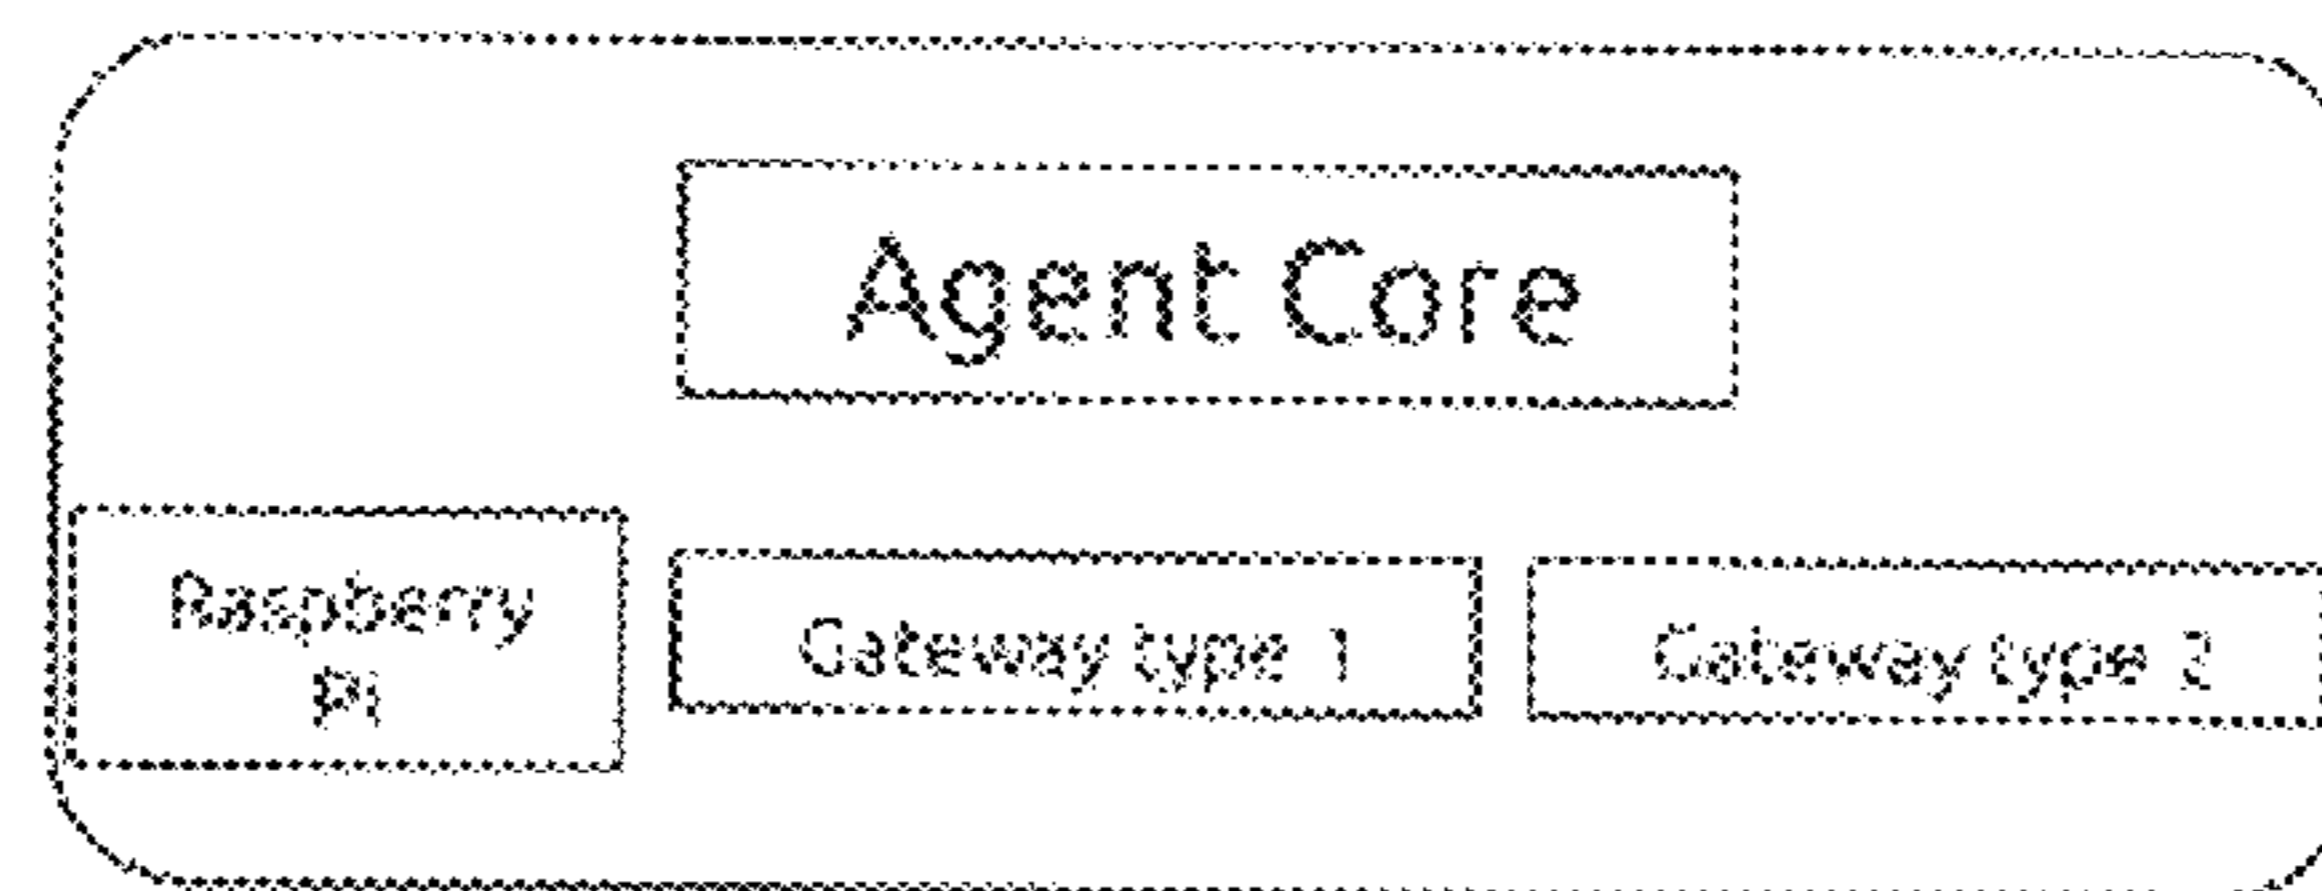 Agent Core
Raspberry
Pi
Gateway type 1
Gateway type 2